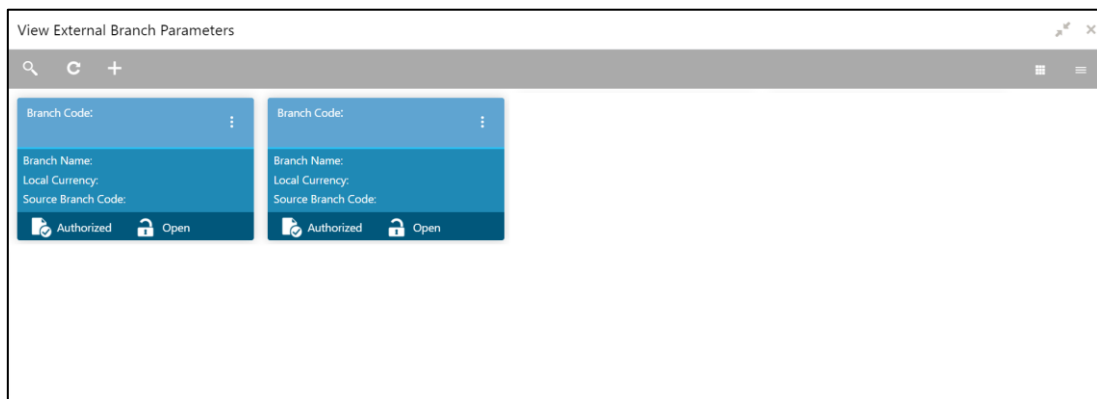 View External Branch Parameters
Branch Code:
Branch Name:
Local Currency:
Source Branch Code:
Authorized Open
Branch Code:
Branch Name:
Local Currency:
Source Branch Code:
Authorized Open